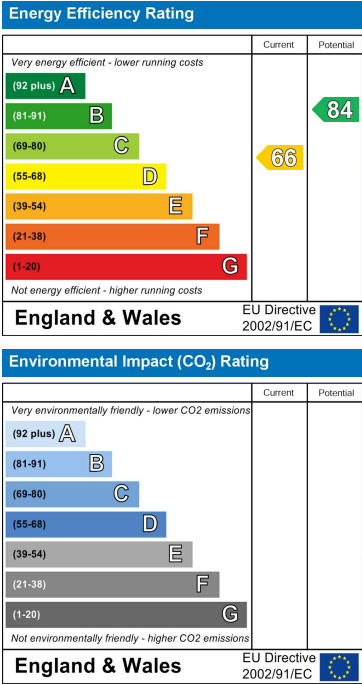 Energy Efficiency Rating
Current Potential
Very energy efficient - lower running costs
(92 plus) A
(81-91) B
84
(69-80) C
66
(55-68) D
(39-54) E
(21-38) F
(1-20) G
Not energy efficient - higher running costs
England & Wales
EU Directive
2002/91/EC
Environmental Impact (CO₂) Rating
Current Potential
Very environmentally friendly - lower CO2 emissions
(92 plus) A
(81-91) B
(69-80) C
(55-68) D
(39-54) E
(21-38) F
(1-20) G
Not environmentally friendly - higher CO2 emissions
England & Wales
EU Directive
2002/91/EC